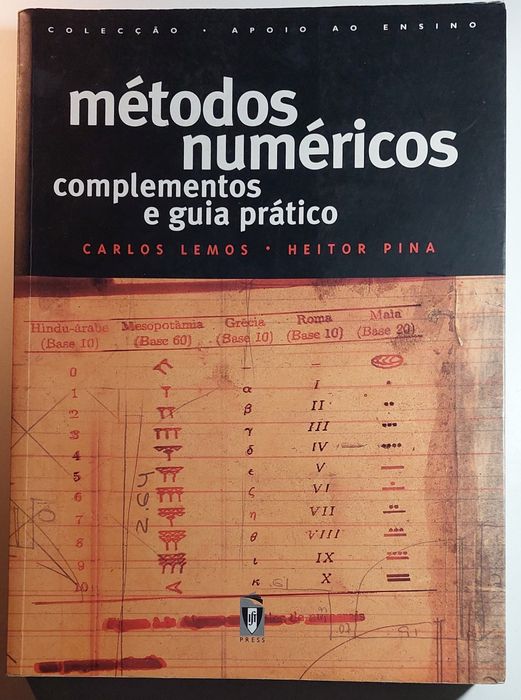 COLECÇÃO · APOIO AO ENSINO
métodos
numéricos
complementos
e guia prático
CARLOS LEMOS · HEITOR PINA
Hindu-árabe Mesopotâmia Grécia Roma Maia
(Base 10) (Base 60) (Base 10) (Base 10) (Base 20)
0 – –
1 α I
2 β II
3 γ III
4 δ IV
5 ε V
6 ς VI
7 η VII
8 θ VIII
9 ι IX
10 κ X
2.64
PRESS